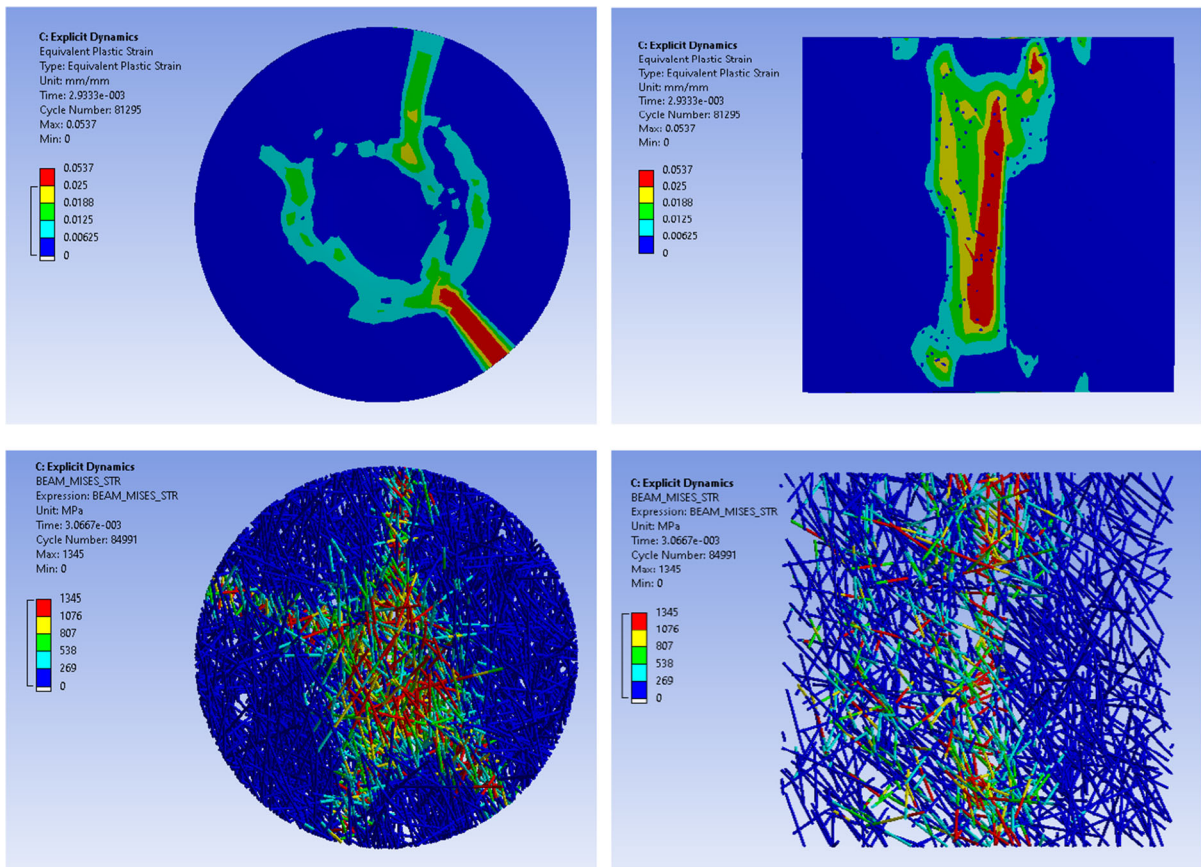 C: Explicit Dynamics
Equivalent Plastic Strain
Type: Equivalent Plastic Strain
Unit: mm/mm
Time: 2.9333e-003
Cycle Number: 81295
Max: 0.0537
Min: 0
0.0537
0.025
0.0188
0.0125
0.00625
0
C: Explicit Dynamics
Equivalent Plastic Strain
Type: Equivalent Plastic Strain
Unit: mm/mm
Time: 2.9333e-003
Cycle Number: 81295
Max: 0.0537
Min: 0
0.0537
0.025
0.0188
0.0125
0.00625
0
C: Explicit Dynamics
BEAM_MISES_STR
Expression: BEAM_MISES_STR
Unit: MPa
Time: 3.0667e-003
Cycle Number: 84991
Max: 1345
Min: 0
1345
1076
807
538
269
0
C: Explicit Dynamics
BEAM_MISES_STR
Expression: BEAM_MISES_STR
Unit: MPa
Time: 3.0667e-003
Cycle Number: 84991
Max: 1345
Min: 0
1345
1076
807
538
269
0